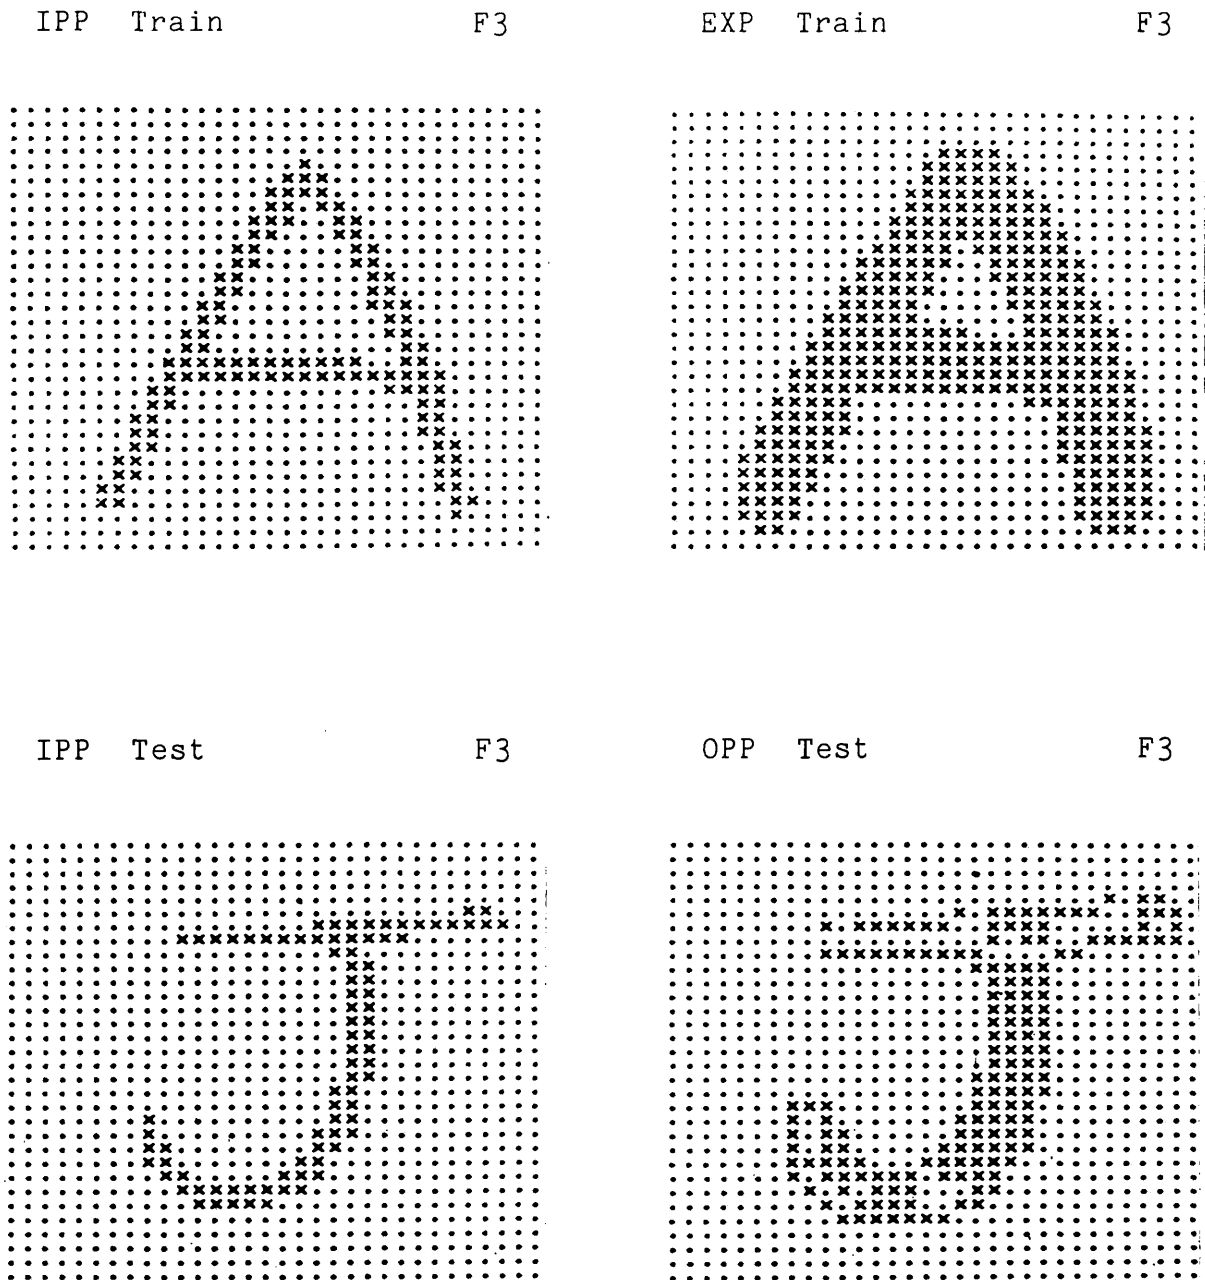 IPP Train F3
EXP Train F3
A
A
IPP Test F3
OPP Test F3
J
J